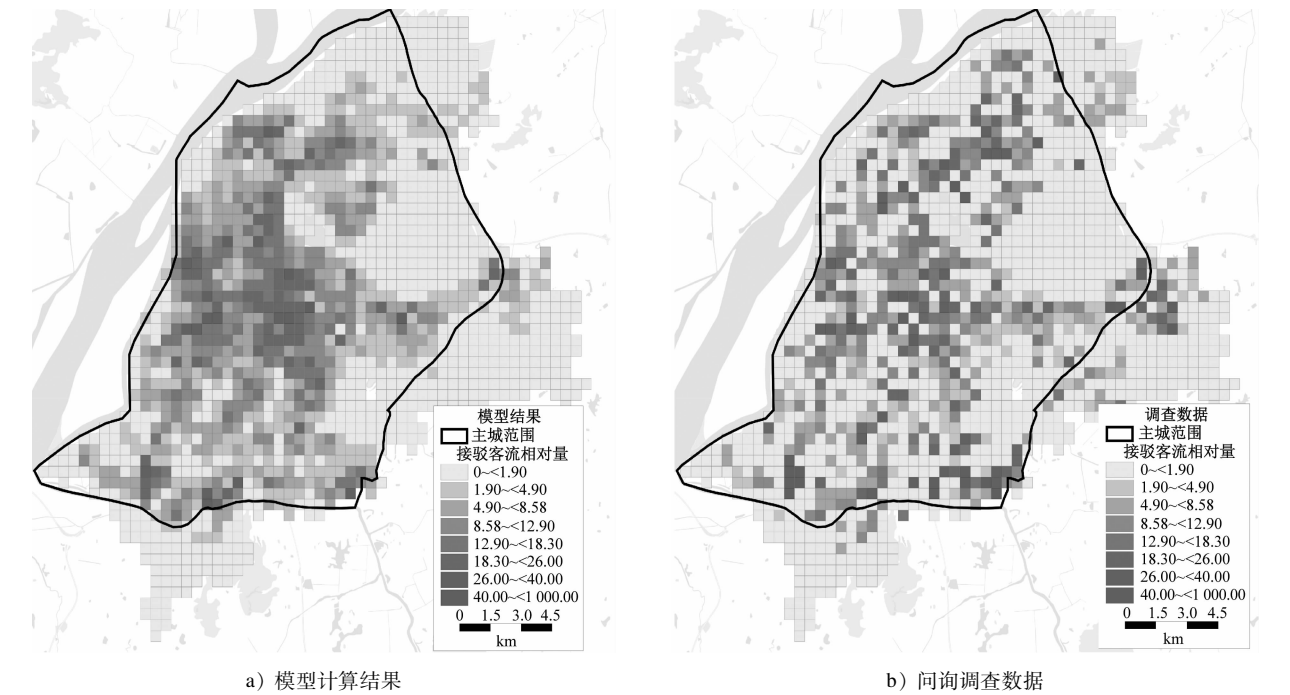 模型结果
主城范围
接驳客流相对量
0~<1.90
1.90~<4.90
4.90~<8.58
8.58~<12.90
12.90~<18.30
18.30~<26.00
26.00~<40.00
40.00~<1 000.00
0 1.5 3.0 4.5
km
a）模型计算结果
调查数据
主城范围
接驳客流相对量
0~<1.90
1.90~<4.90
4.90~<8.58
8.58~<12.90
12.90~<18.30
18.30~<26.00
26.00~<40.00
40.00~<1 000.00
0 1.5 3.0 4.5
km
b）问询调查数据